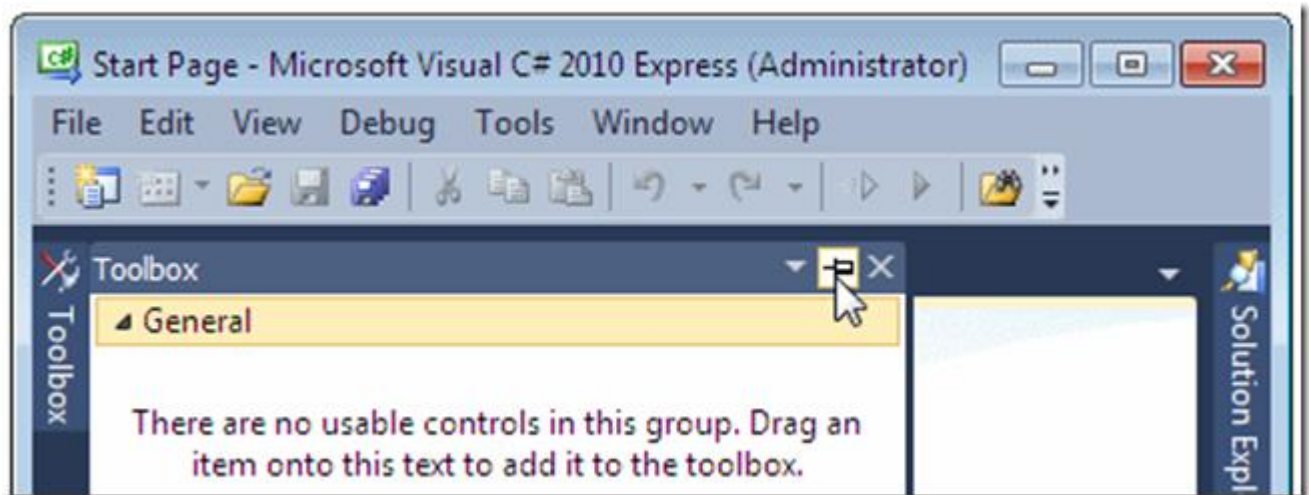 C#
Start Page - Microsoft Visual C# 2010 Express (Administrator)
File Edit View Debug Tools Window Help
Toolbox
Toolbox
General
There are no usable controls in this group. Drag an
item onto this text to add it to the toolbox.
Solution Expl